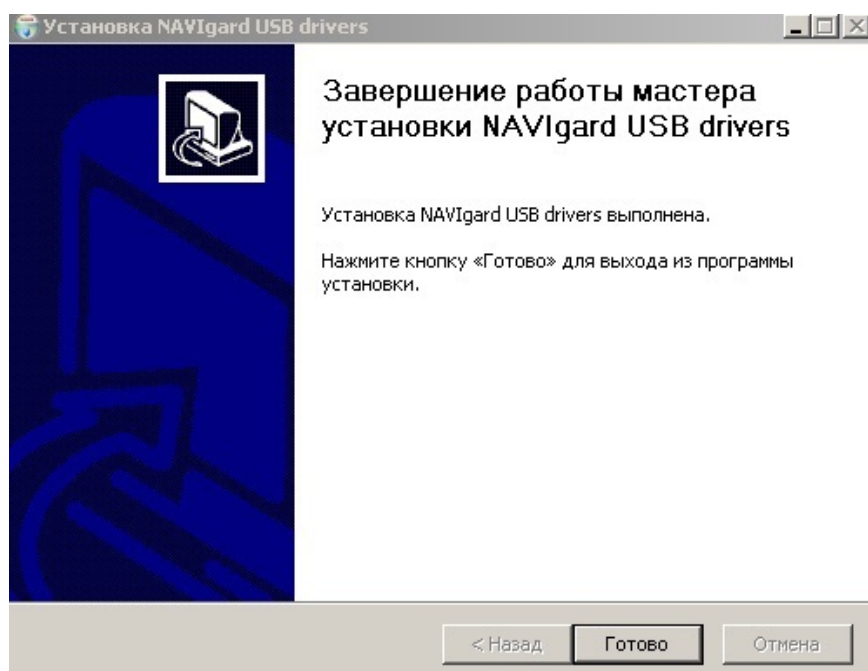 Установка NAVIgard USB drivers
Завершение работы мастера
установки NAVIgard USB drivers
Установка NAVIgard USB drivers выполнена.
Нажмите кнопку «Готово» для выхода из программы
установки.
< Назад
Готово
Отмена